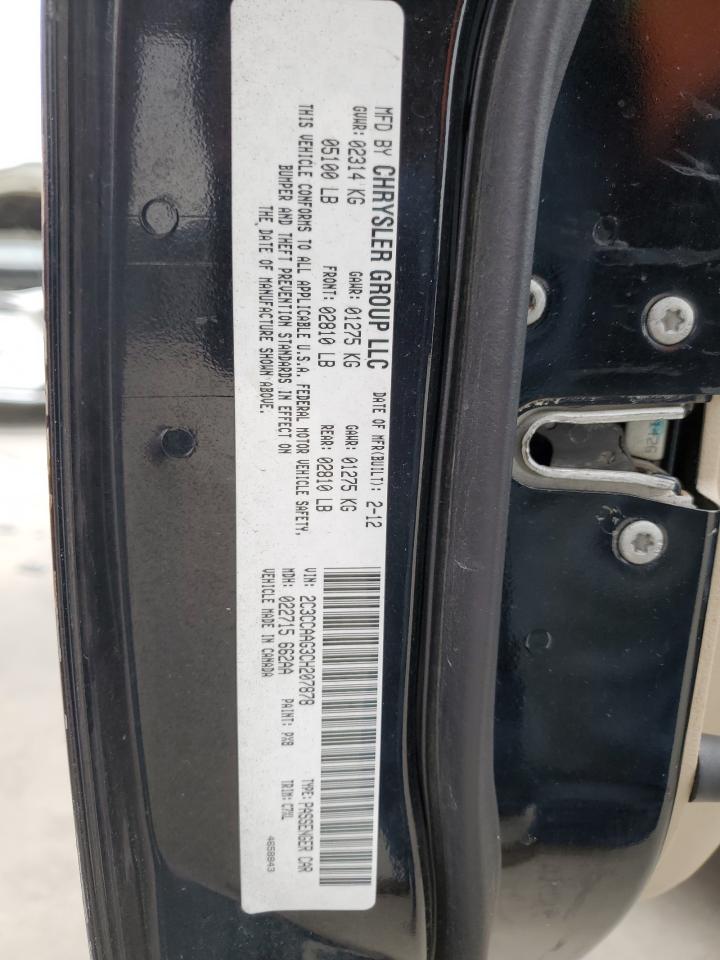 MFD BY CHRYSLER GROUP LLC DATE OF MFR(BUILT): 2-12
GVWR: 02314 KG GAWR: 01275 KG GAWR: 01275 KG
05100 LB FRONT: 02810 LB REAR: 02810 LB
THIS VEHICLE CONFORMS TO ALL APPLICABLE U.S.A. FEDERAL MOTOR VEHICLE SAFETY,
BUMPER AND THEFT PREVENTION STANDARDS IN EFFECT ON
THE DATE OF MANUFACTURE SHOWN ABOVE.
VIN: 2C3CCAAG3CH207878 TYPE: PASSENGER CAR
MDH: 022715 662AA PAINT: PX8 TRIM: C7XL
VEHICLE MADE IN CANADA
4658943